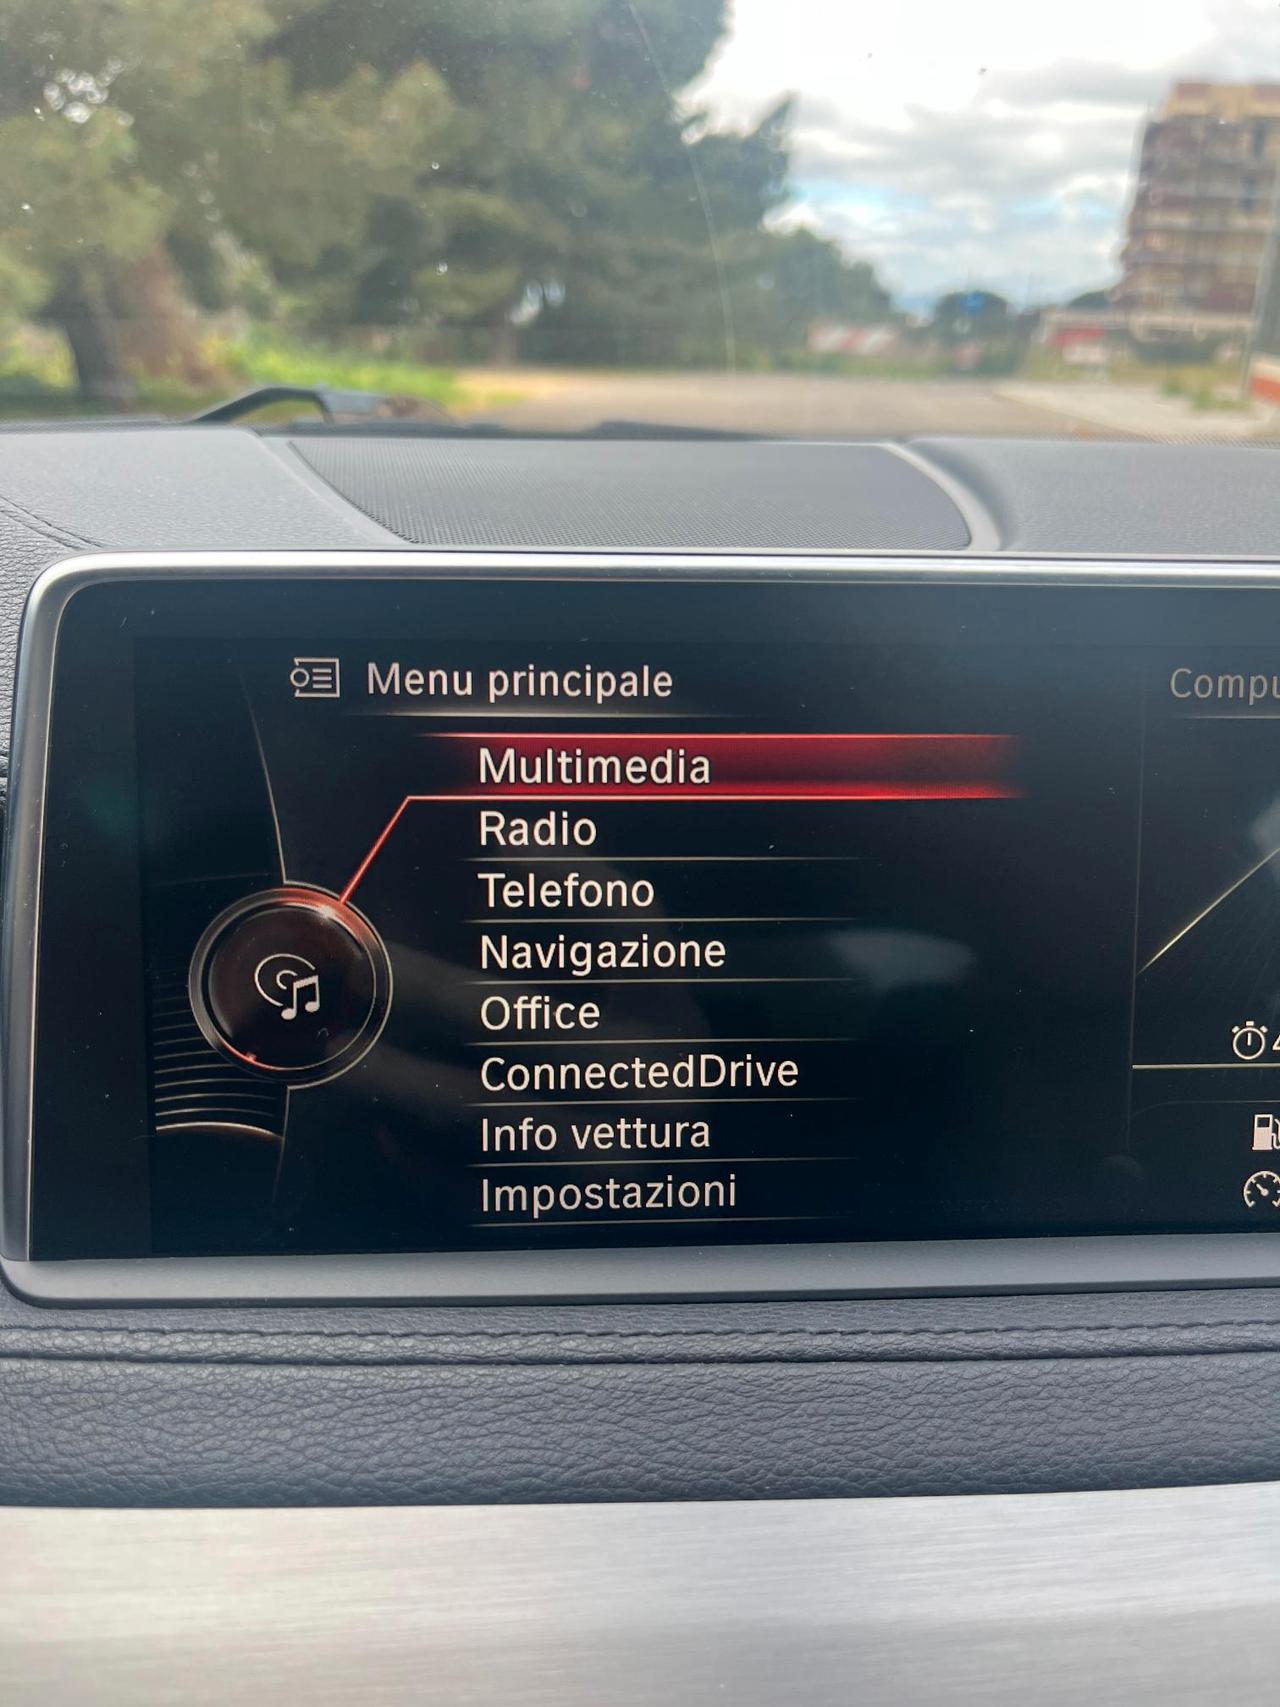 Menu principale
Multimedia
Radio
Telefono
Navigazione
Office
ConnectedDrive
Info vettura
Impostazioni